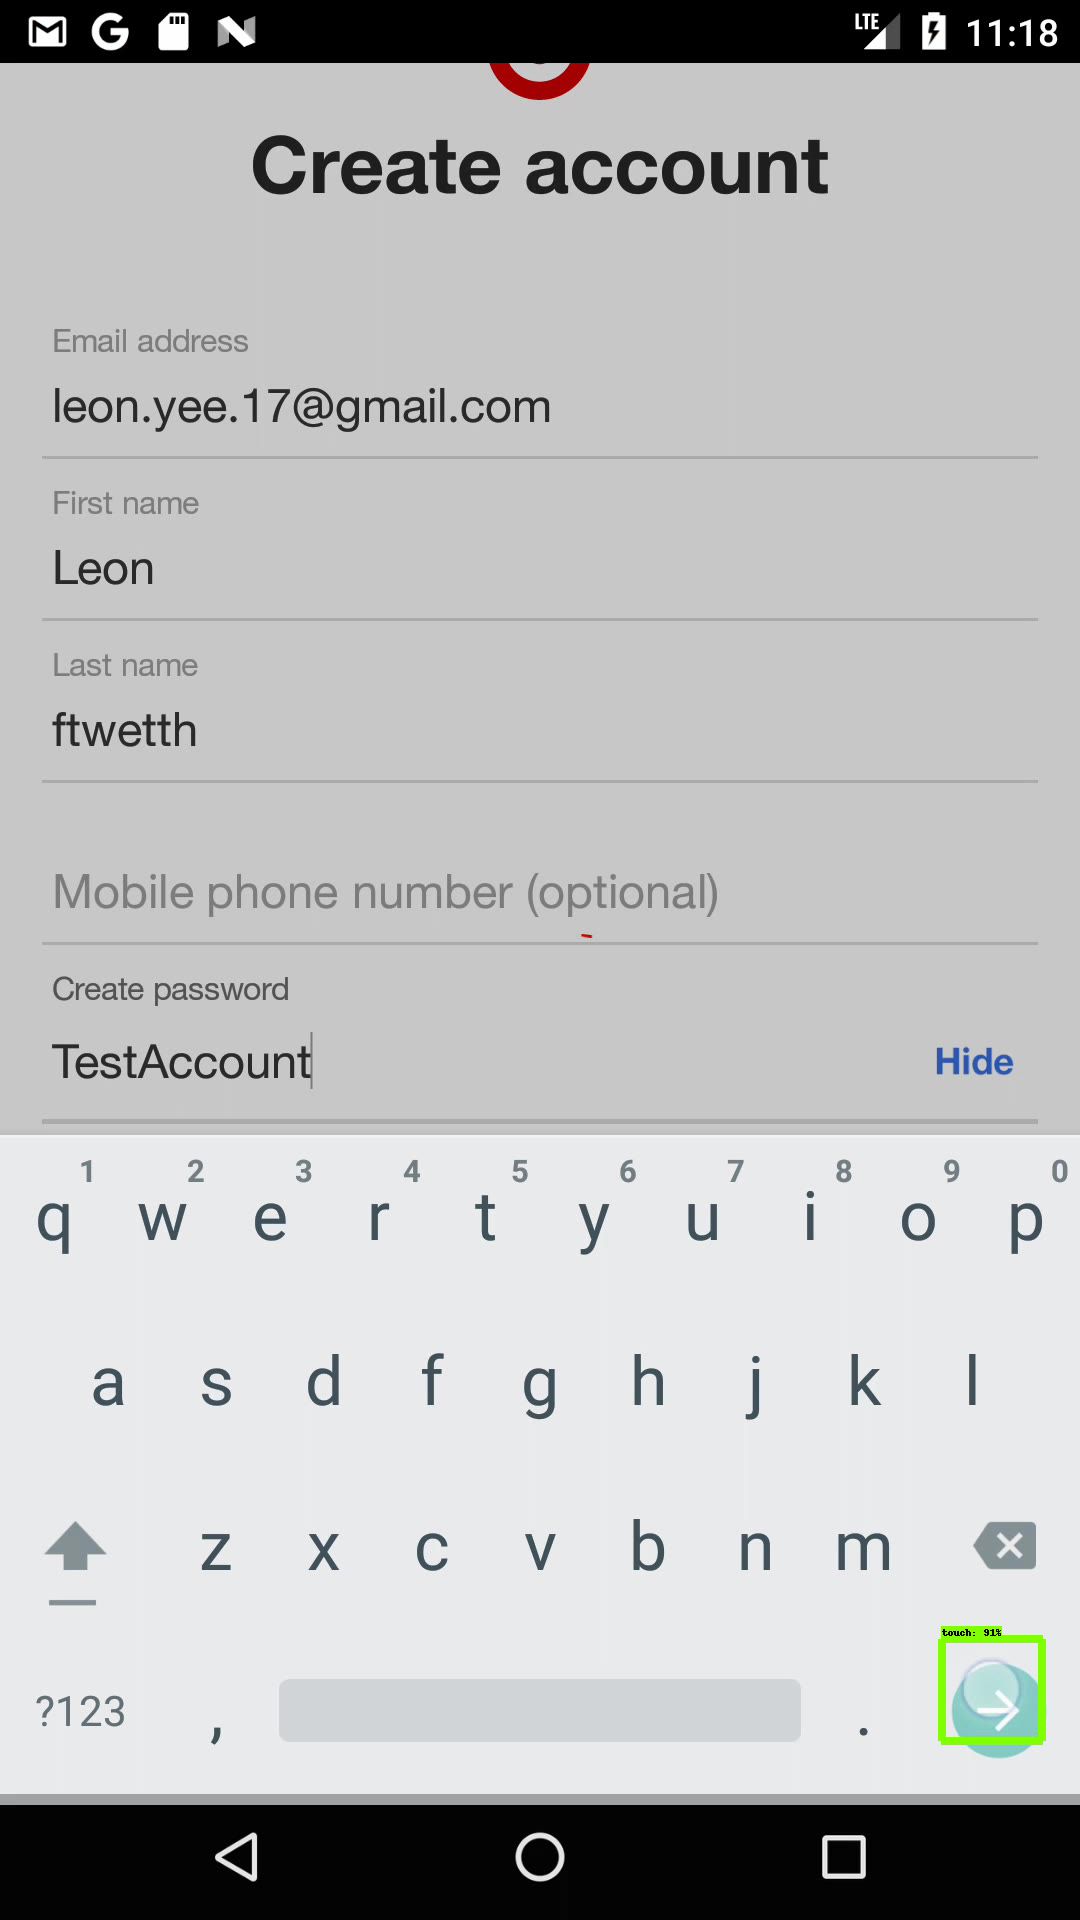 LTE 11:18
Create account
Email address
leon.yee.17@gmail.com
First name
Leon
Last name
ftwetth
Mobile phone number (optional)
Create password
TestAccount Hide
1 2 3 4 5 6 7 8 9 0
q w e r t y u i o p
a s d f g h j k l
z x c v b n m
touch: 91%
?123 , .